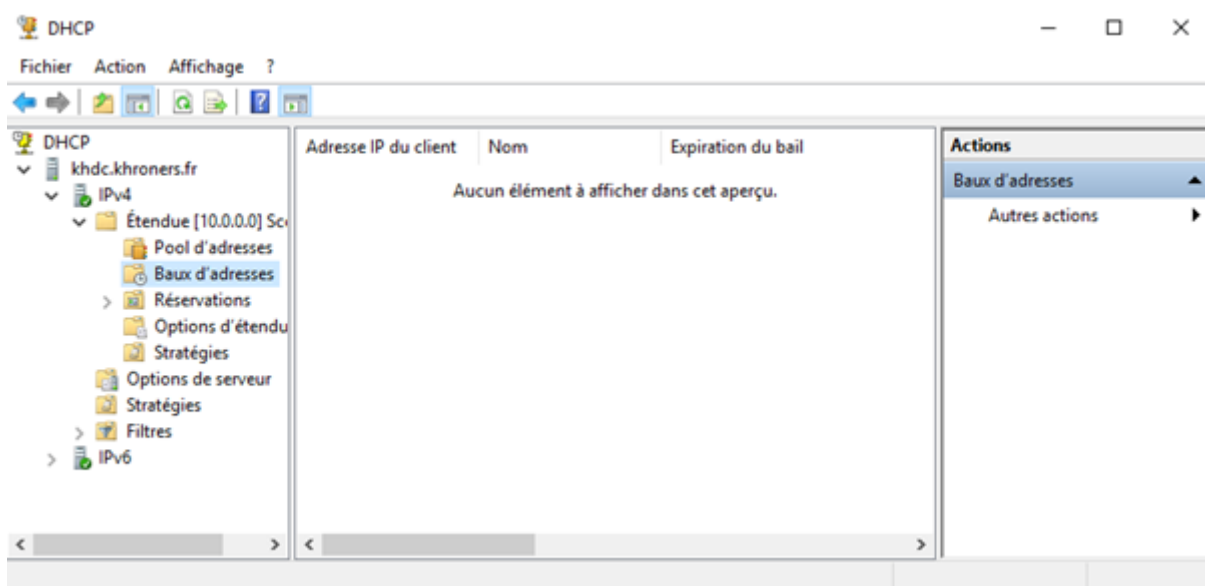 DHCP
Fichier Action Affichage ?
DHCP
khdc.khroners.fr
IPv4
Étendue [10.0.0.0] Sc
Pool d'adresses
Baux d'adresses
Réservations
Options d'étendu
Stratégies
Options de serveur
Stratégies
Filtres
IPv6
Adresse IP du client Nom Expiration du bail
Aucun élément à afficher dans cet aperçu.
Actions
Baux d'adresses
Autres actions